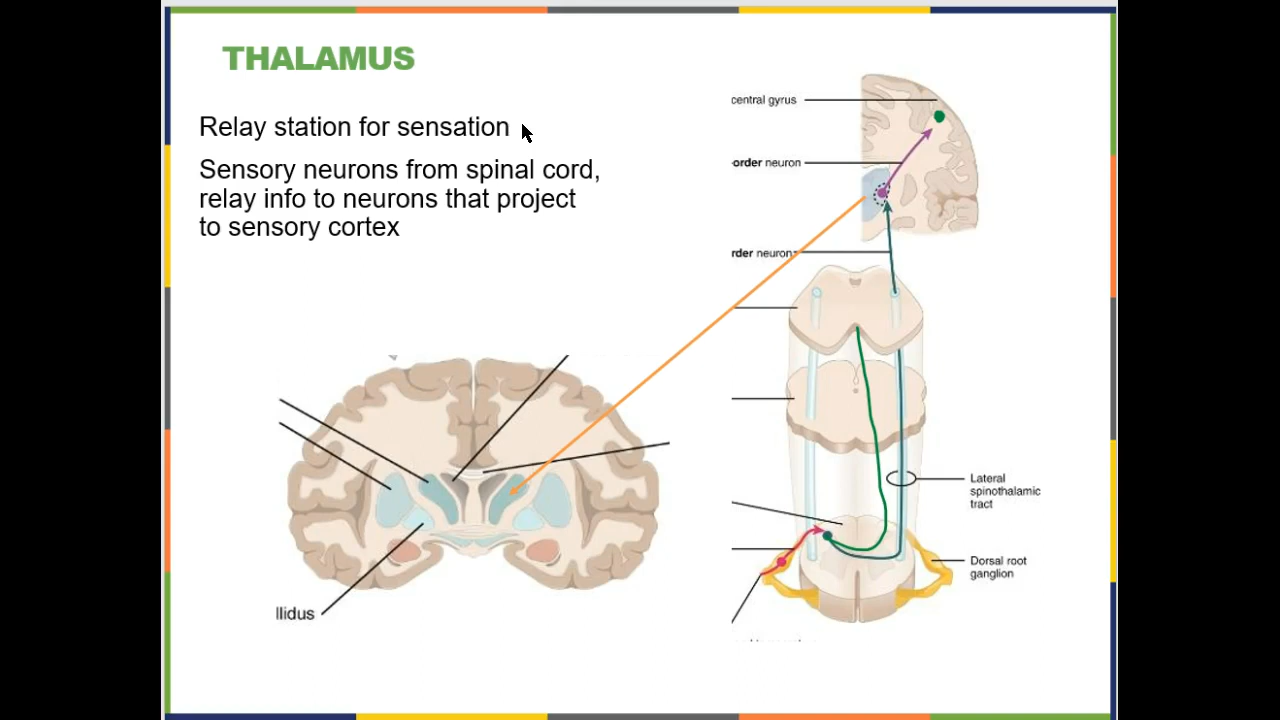 THALAMUS
Relay station for sensation
Sensory neurons from spinal cord,
relay info to neurons that project
to sensory cortex
central gyrus
order neuron
rder neuron
Lateral
spinothalamic
tract
Dorsal root
ganglion
llidus